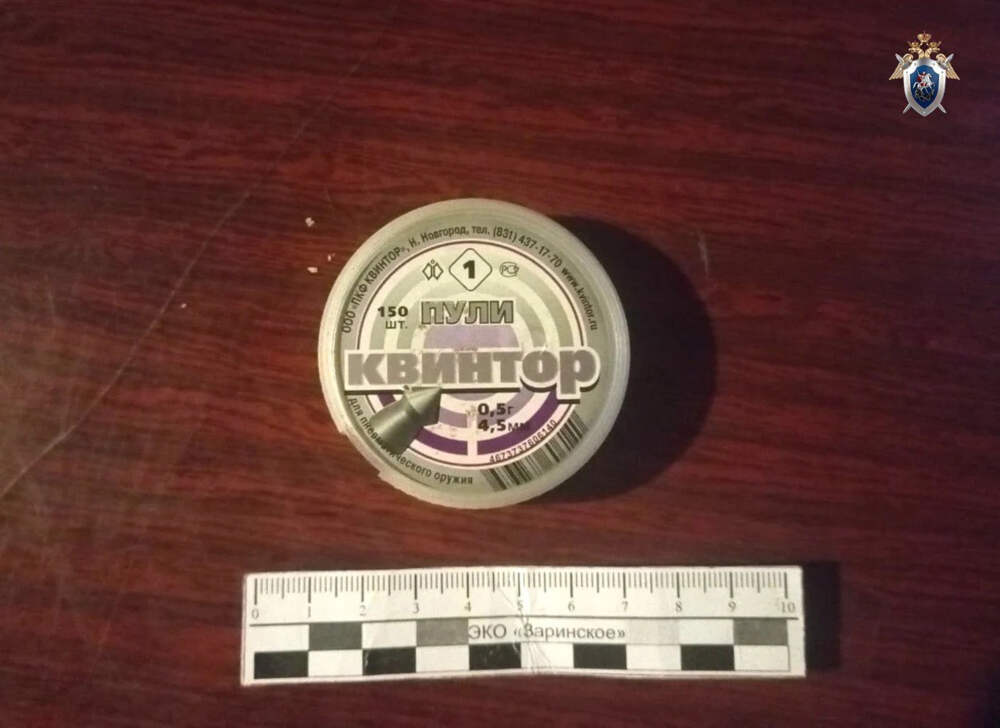 ООО «ПКФ КВИНТОР», Н. Новгород, тел. (831) 437-17-70 www.kvintor.ru
1
РСТ
150 ПУЛИ
ШТ.
КВИНТОР
0,5г
4,5мм
для пневматического оружия
0 1 2 3 4 5 6 7 8 9 10
ЭКО «Заринское»